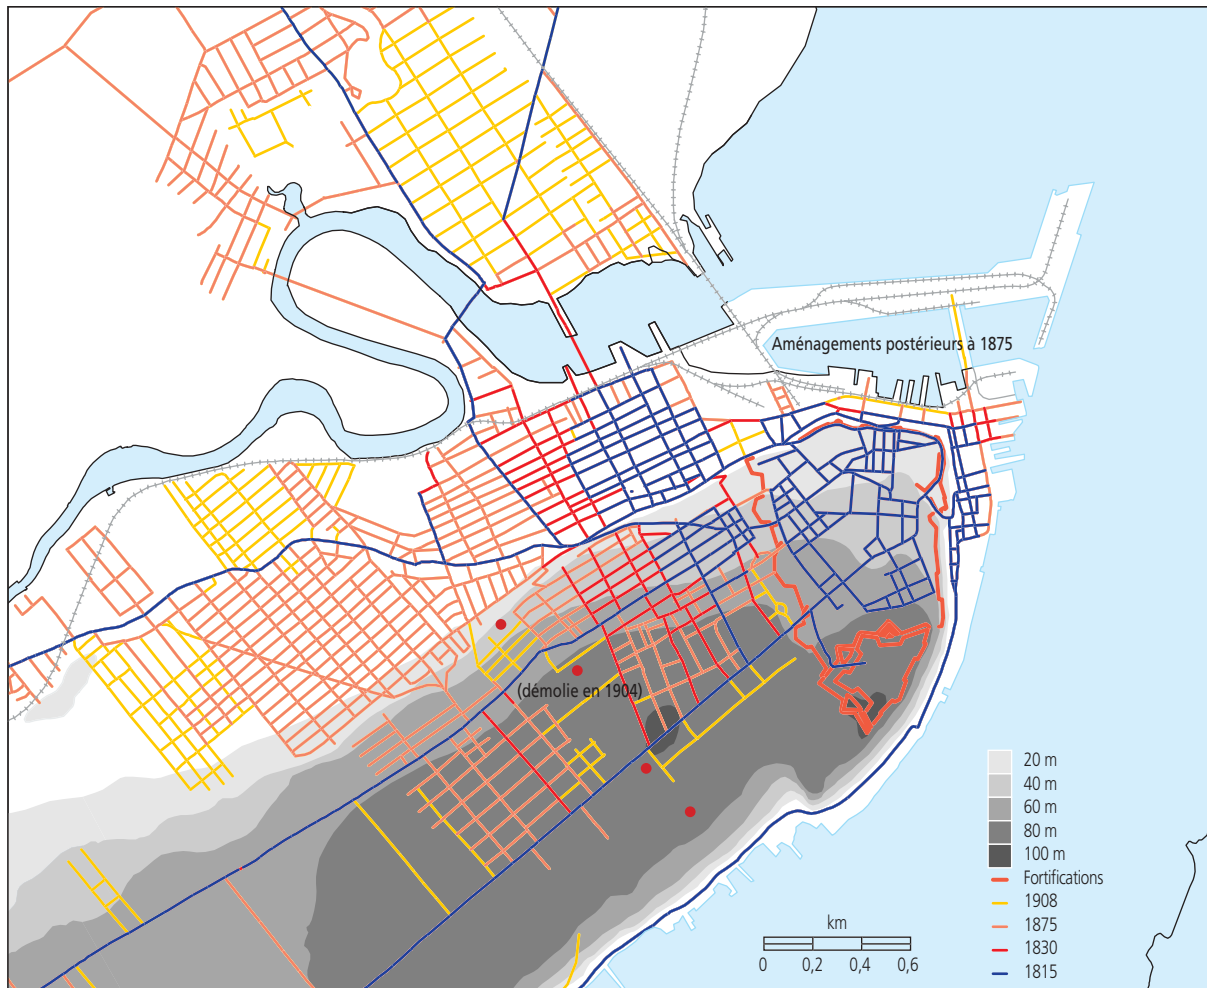 Aménagements postérieurs à 1875
(démolie en 1904)
20 m
40 m
60 m
80 m
100 m
Fortifications
1908
1875
1830
1815
km
0 0,2 0,4 0,6